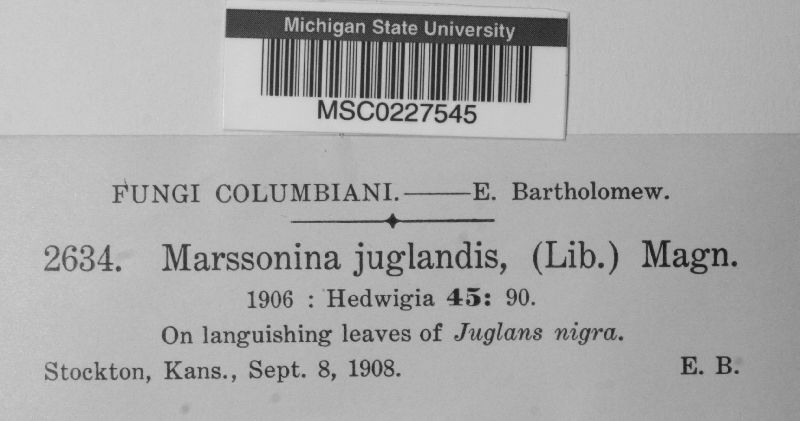 Michigan State University
MSC0227545
FUNGI COLUMBIANI.——E. Bartholomew.
2634. Marssonina juglandis, (Lib.) Magn.
1906 : Hedwigia 45: 90.
On languishing leaves of Juglans nigra.
Stockton, Kans., Sept. 8, 1908. E. B.